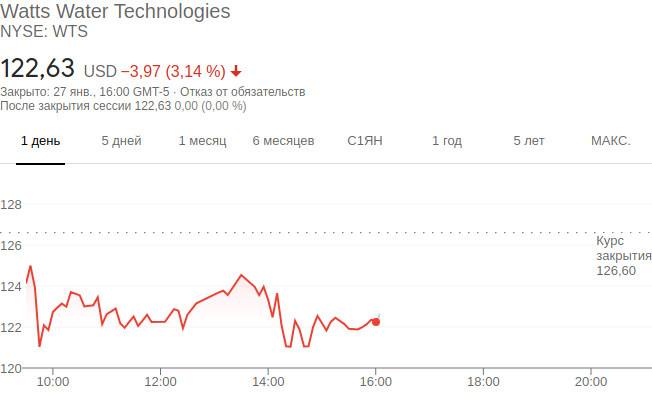 Watts Water Technologies
NYSE: WTS
122,63 USD −3,97 (3,14 %)
Закрыто: 27 янв., 16:00 GMT-5 · Отказ от обязательств
После закрытия сессии 122,63 0,00 (0,00 %)
1 день 5 дней 1 месяц 6 месяцев С1ЯН 1 год 5 лет МАКС.
128
126
Курс
закрытия
126,60
124
122
120
10:00 12:00 14:00 16:00 18:00 20:00